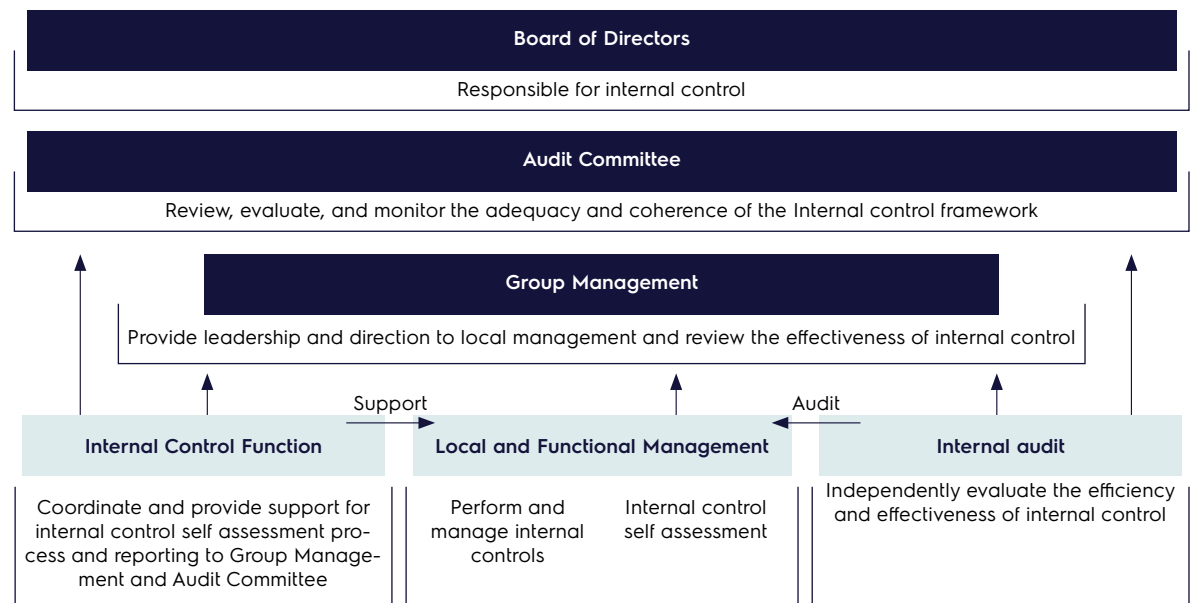 Board of Directors
Responsible for internal control
Audit Committee
Review, evaluate, and monitor the adequacy and coherence of the Internal control framework
Group Management
Provide leadership and direction to local management and review the effectiveness of internal control
Support
Audit
Internal Control Function
Coordinate and provide support for
internal control self assessment pro-
cess and reporting to Group Manage-
ment and Audit Committee
Local and Functional Management
Perform and
manage internal
controls
Internal control
self assessment
Internal audit
Independently evaluate the efficiency
and effectiveness of internal control